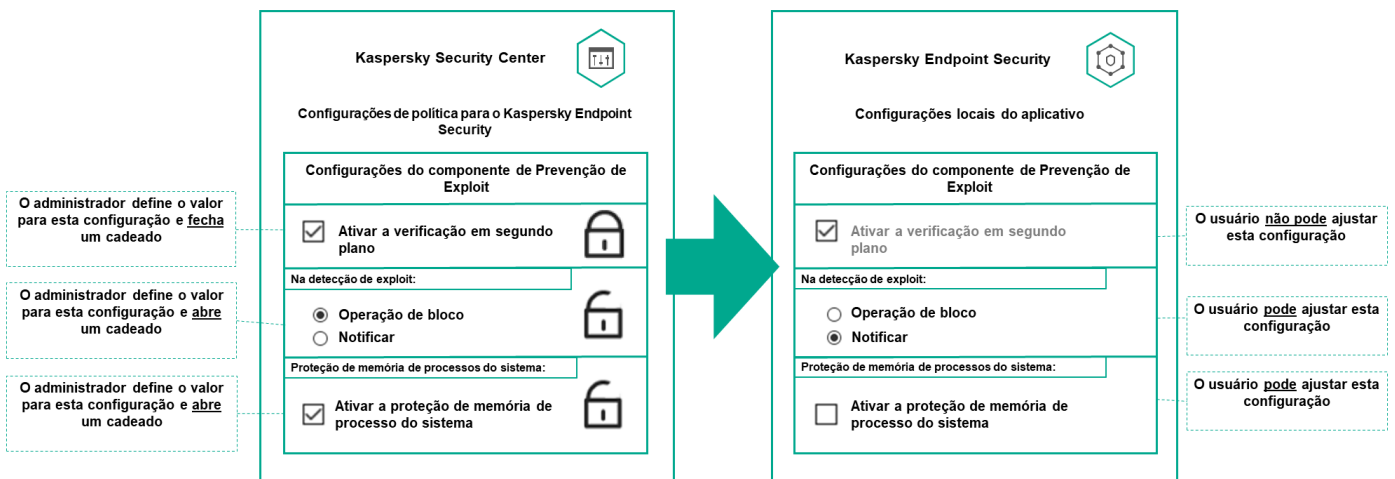 Kaspersky Security Center
Configurações de política para o Kaspersky Endpoint
Security
Configurações do componente de Prevenção de
Exploit
O administrador define o valor
para esta configuração e fecha
um cadeado
Ativar a verificação em segundo
plano
Na detecção de exploit:
O administrador define o valor
para esta configuração e abre
um cadeado
Operação de bloco
Notificar
Proteção de memória de processos do sistema:
O administrador define o valor
para esta configuração e abre
um cadeado
Ativar a proteção de memória de
processo do sistema
Kaspersky Endpoint Security
Configurações locais do aplicativo
Configurações do componente de Prevenção de
Exploit
Ativar a verificação em segundo
plano
O usuário não pode ajustar
esta configuração
Na detecção de exploit:
Operação de bloco
Notificar
O usuário pode ajustar esta
configuração
Proteção de memória de processos do sistema:
Ativar a proteção de memória de
processo do sistema
O usuário pode ajustar esta
configuração